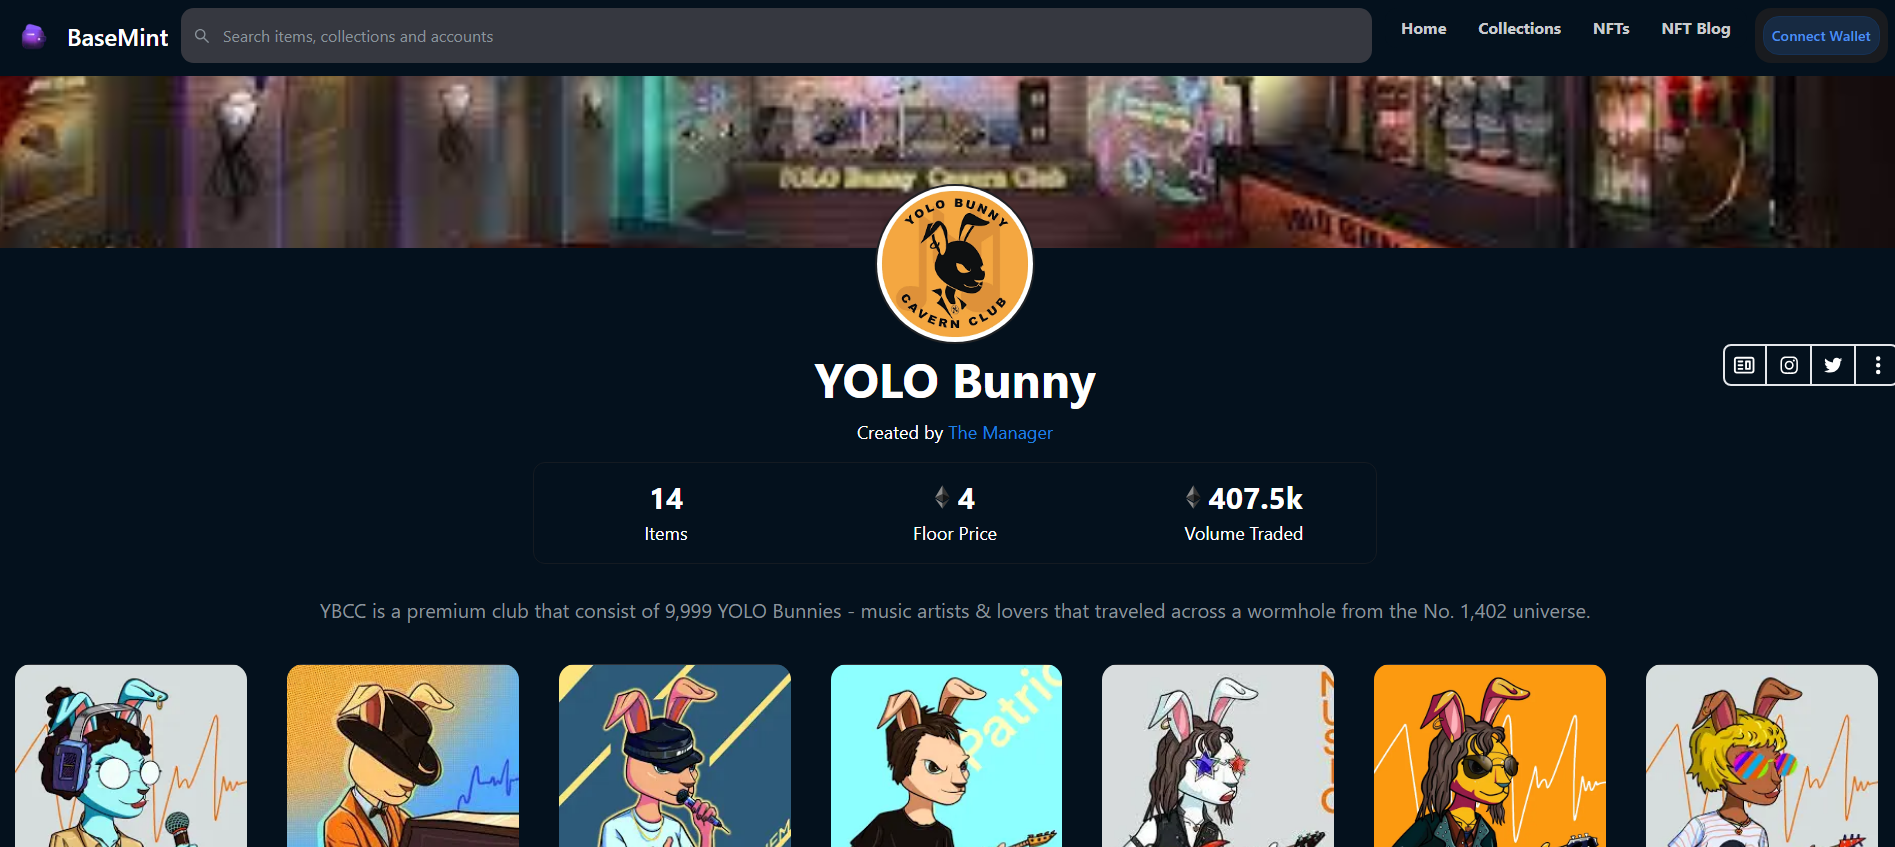 BaseMint
Search items, collections and accounts
Home
Collections
NFTs
NFT Blog
Connect Wallet
YOLO Bunny Cavern Club
YOLO BUNNY
CAVERN CLUB
YOLO Bunny
Created by The Manager
14
Items
4
Floor Price
407.5k
Volume Traded
YBCC is a premium club that consist of 9,999 YOLO Bunnies - music artists & lovers that traveled across a wormhole from the No. 1,402 universe.
Patric